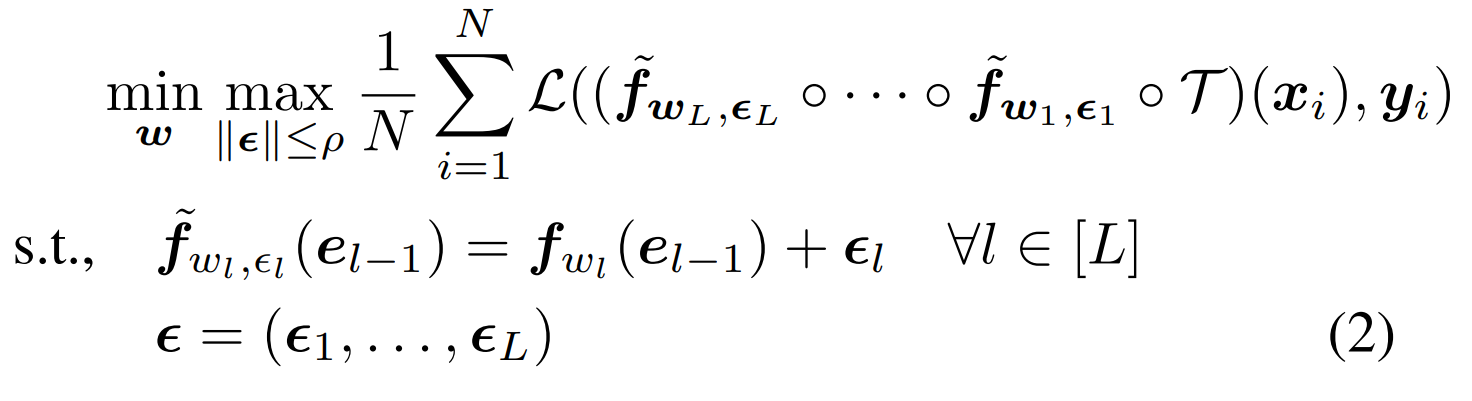 \min_{\boldsymbol{w}} \max_{\|\boldsymbol{\epsilon}\| \leq \rho} \frac{1}{N} \sum_{i=1}^{N} \mathcal{L}((\tilde{\boldsymbol{f}}_{\boldsymbol{w}_L, \boldsymbol{\epsilon}_L} \circ \cdots \circ \tilde{\boldsymbol{f}}_{\boldsymbol{w}_1, \boldsymbol{\epsilon}_1} \circ \mathcal{T})(\boldsymbol{x}_i), \boldsymbol{y}_i)
s.t., \tilde{\boldsymbol{f}}_{w_l, \epsilon_l}(\boldsymbol{e}_{l-1}) = \boldsymbol{f}_{w_l}(\boldsymbol{e}_{l-1}) + \boldsymbol{\epsilon}_l \quad \forall l \in [L]
\boldsymbol{\epsilon} = (\boldsymbol{\epsilon}_1, \ldots, \boldsymbol{\epsilon}_L) \quad (2)